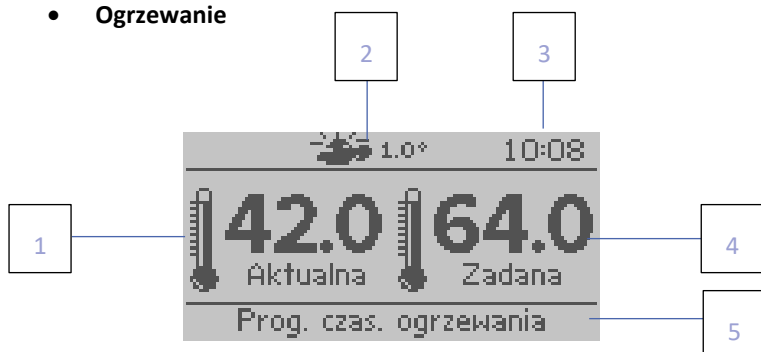 • Ogrzewanie
2 3
1.0° 10:08
1 42.0 64.0 4
Aktualna Zadana
Prog. czas. ogrzewania 5